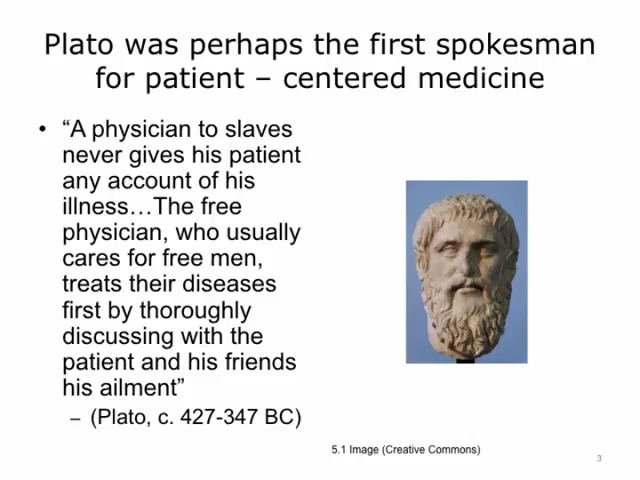 Plato was perhaps the first spokesman
for patient – centered medicine
• “A physician to slaves
never gives his patient
any account of his
illness…The free
physician, who usually
cares for free men,
treats their diseases
first by thoroughly
discussing with the
patient and his friends
his ailment”
– (Plato, c. 427-347 BC)
5.1 Image (Creative Commons)
3